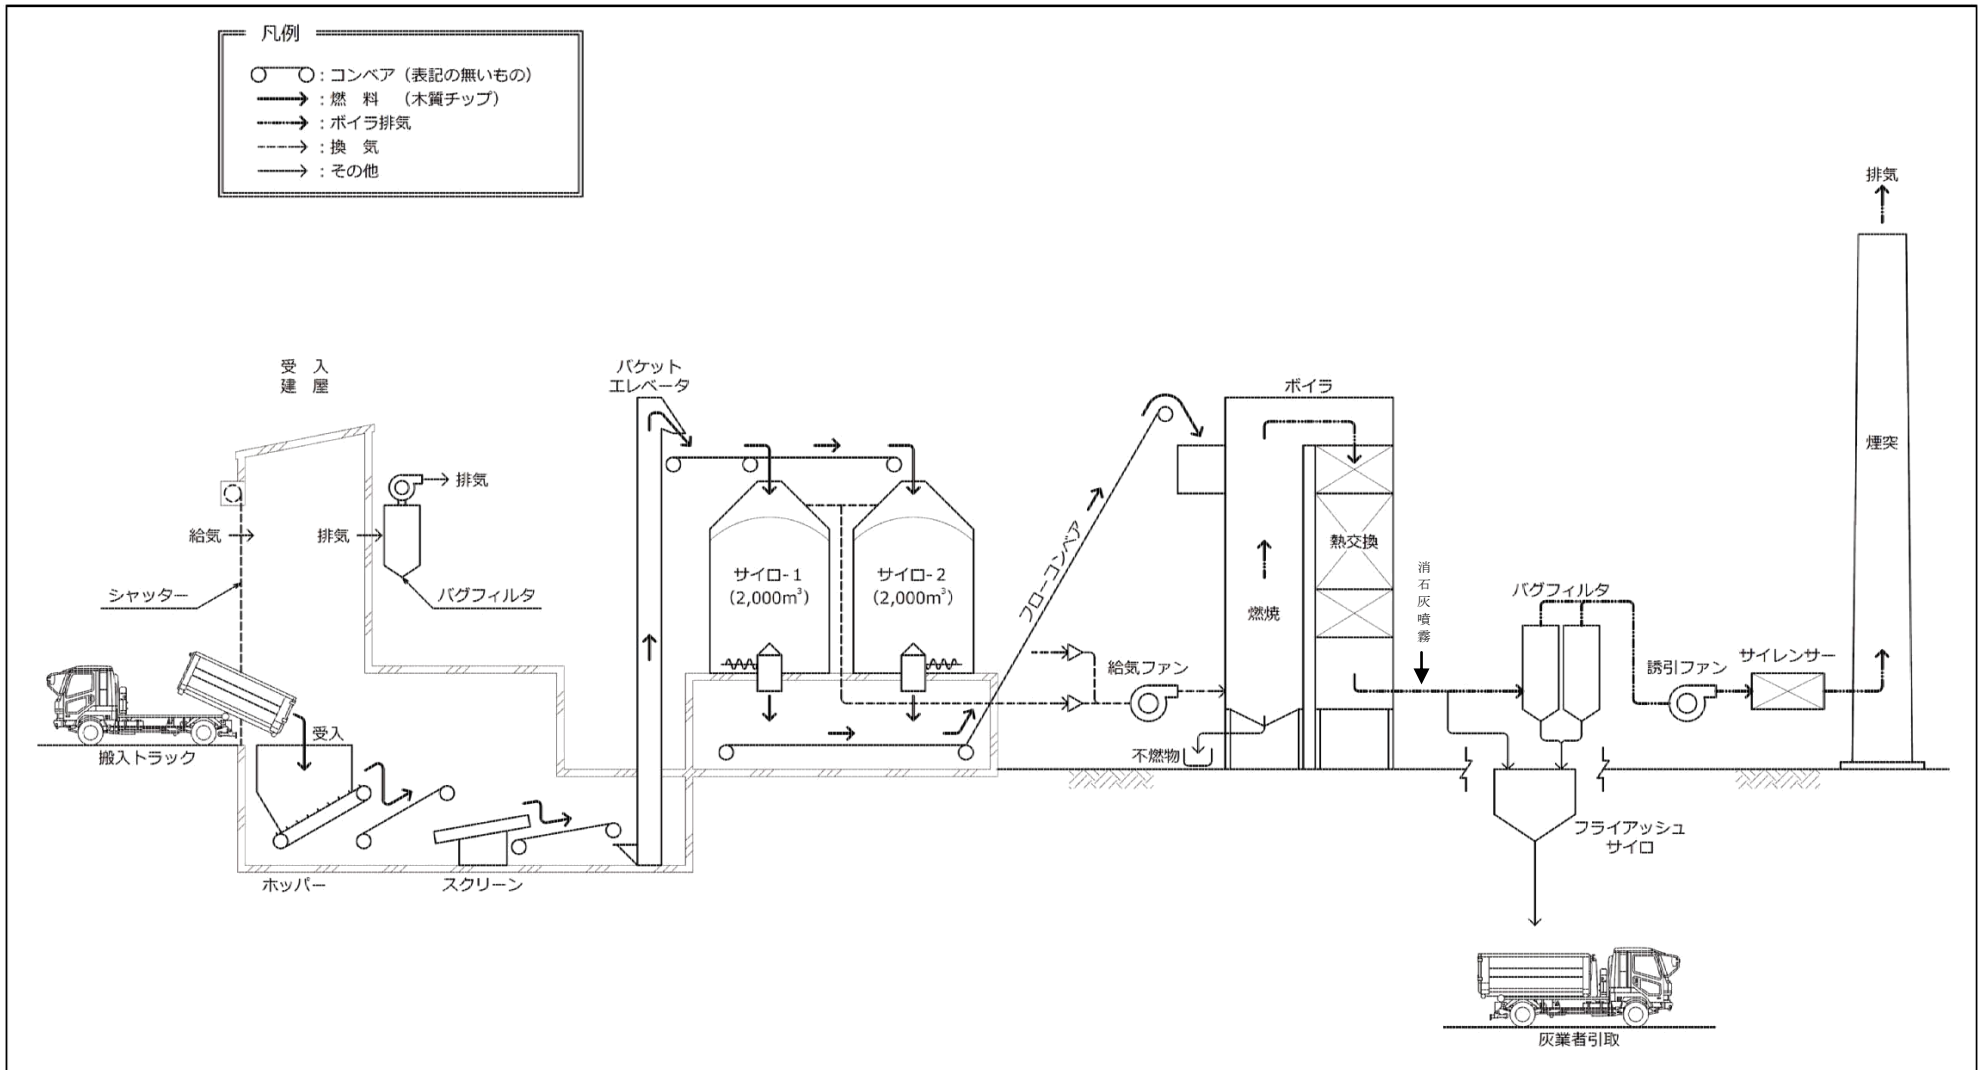 凡例
：コンベア（表記の無いもの）
：燃　料　（木質チップ）
：ボイラ排気
：換　気
：その他
排気
受　入
建　屋
バケット
エレベータ
ボイラ
煙突
排気
給気
排気
シャッター
バグフィルタ
サイロ-1
（2,000m³）
サイロ-2
（2,000m³）
フローコンベア
熱交換
燃焼
消石灰噴霧
バグフィルタ
給気ファン
誘引ファン
サイレンサー
受入
搬入トラック
不燃物
フライアッシュ
サイロ
ホッパー
スクリーン
灰業者引取